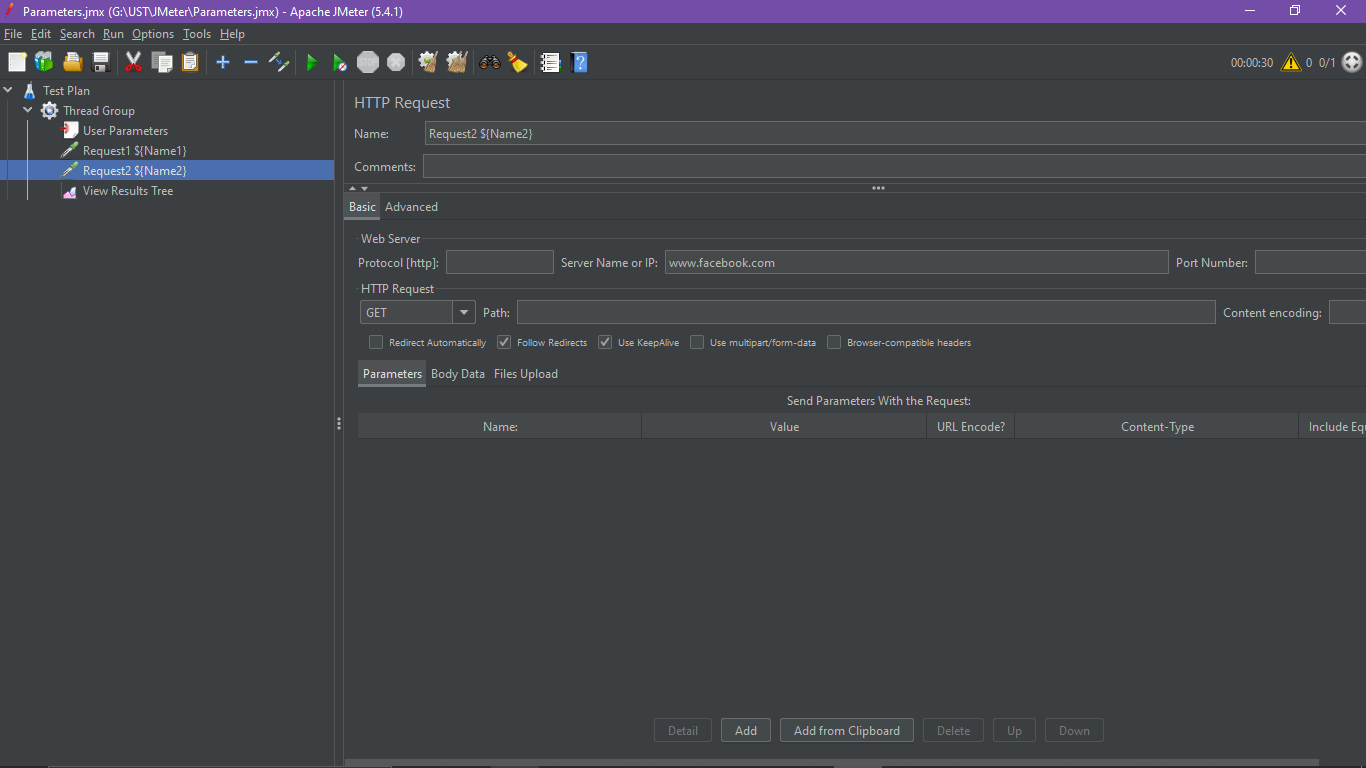 Parameters.jmx (G:\UST\JMeter\Parameters.jmx) - Apache JMeter (5.4.1)
File Edit Search Run Options Tools Help
STOP 00:00:30 0 0/1
Test Plan
Thread Group
User Parameters
Request1 ${Name1}
Request2 ${Name2}
View Results Tree
HTTP Request
Name: Request2 ${Name2}
Comments:
Basic Advanced
Web Server
Protocol [http]: Server Name or IP: www.facebook.com Port Number:
HTTP Request
GET Path: Content encoding:
Redirect Automatically Follow Redirects Use KeepAlive Use multipart/form-data Browser-compatible headers
Parameters Body Data Files Upload
Send Parameters With the Request:
Name: Value URL Encode? Content-Type Include Equ
Detail Add Add from Clipboard Delete Up Down